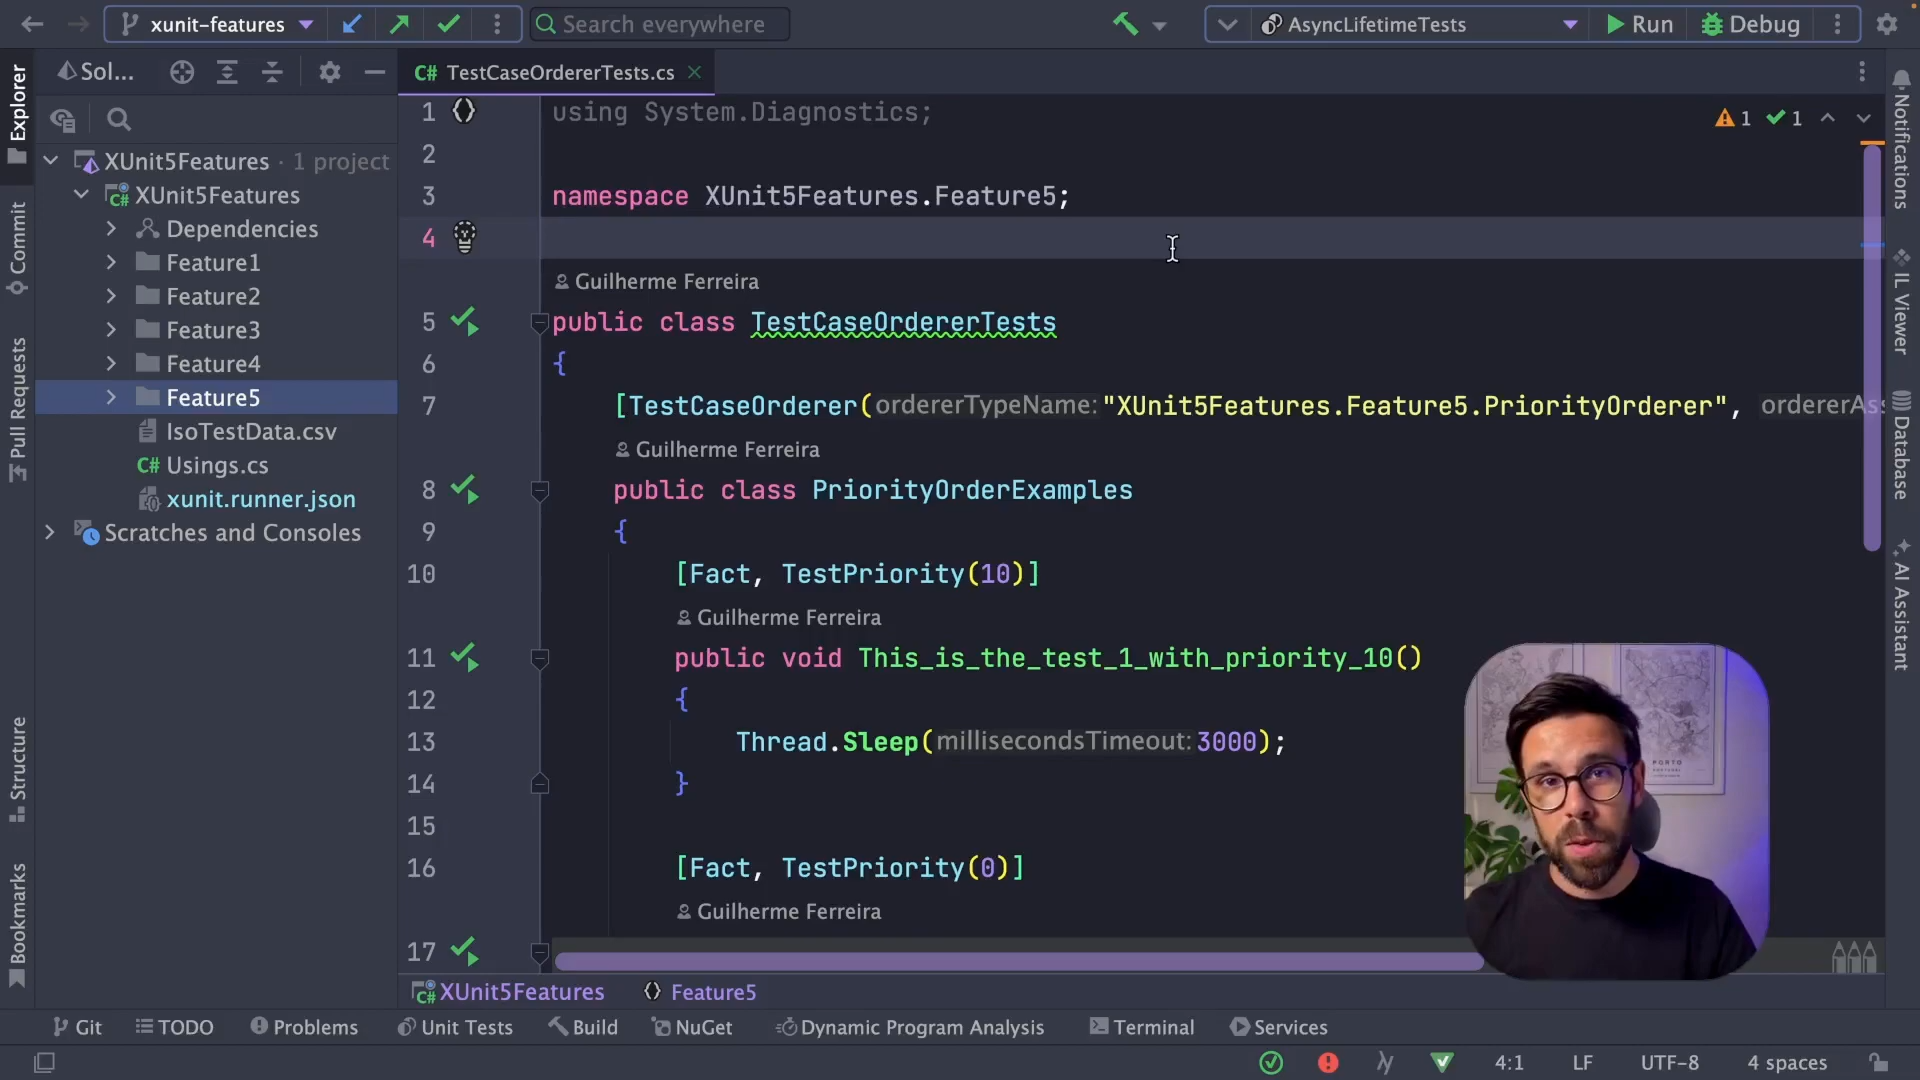 xunit-features
Search everywhere
AsyncLifetimeTests
Run
Debug
Explorer
Commit
Pull Requests
Structure
Bookmarks
Sol...
XUnit5Features · 1 project
XUnit5Features
Dependencies
Feature1
Feature2
Feature3
Feature4
Feature5
IsoTestData.csv
C# Usings.cs
xunit.runner.json
Scratches and Consoles
C# TestCaseOrdererTests.cs
1 1
1 using System.Diagnostics;
2
3 namespace XUnit5Features.Feature5;
4
Guilherme Ferreira
5 public class TestCaseOrdererTests
6 {
7 [TestCaseOrderer(ordererTypeName:"XUnit5Features.Feature5.PriorityOrderer", ordererAs
Guilherme Ferreira
8 public class PriorityOrderExamples
9 {
10 [Fact, TestPriority(10)]
Guilherme Ferreira
11 public void This_is_the_test_1_with_priority_10()
12 {
13 Thread.Sleep(millisecondsTimeout:3000);
14 }
15
16 [Fact, TestPriority(0)]
Guilherme Ferreira
17
PORTO
Notifications
IL Viewer
Database
AI Assistant
XUnit5Features
Feature5
Git
TODO
Problems
Unit Tests
Build
NuGet
Dynamic Program Analysis
Terminal
Services
4:1
LF
UTF-8
4 spaces